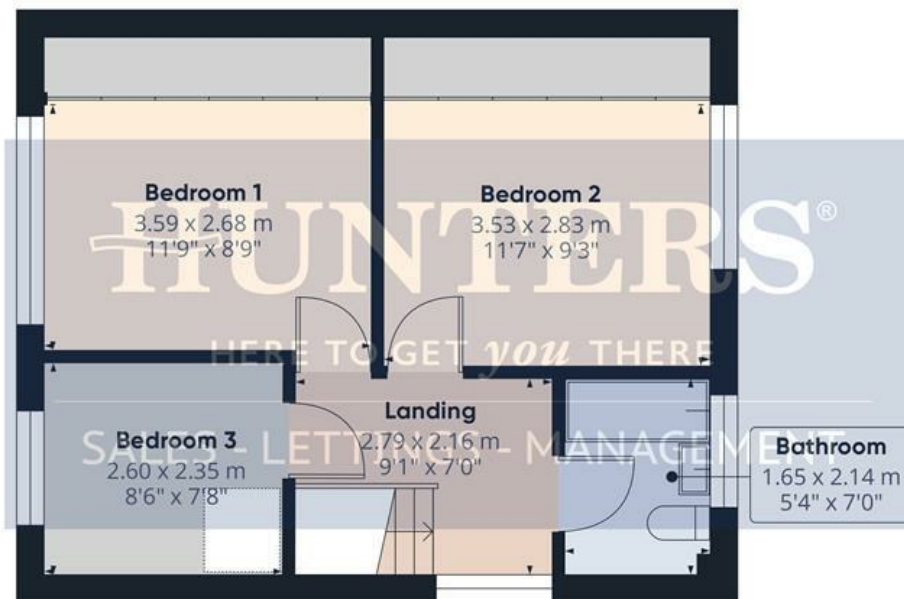 Bedroom 1
3.59 x 2.68 m
11'9" x 8'9"
Bedroom 2
3.53 x 2.83 m
11'7" x 9'3"
HUNTERS®
HERE TO GET you THERE
Bedroom 3
2.60 x 2.35 m
8'6" x 7'8"
Landing
2.79 x 2.16 m
9'1" x 7'0"
Bathroom
1.65 x 2.14 m
5'4" x 7'0"
SALES - LETTINGS - MANAGEMENT